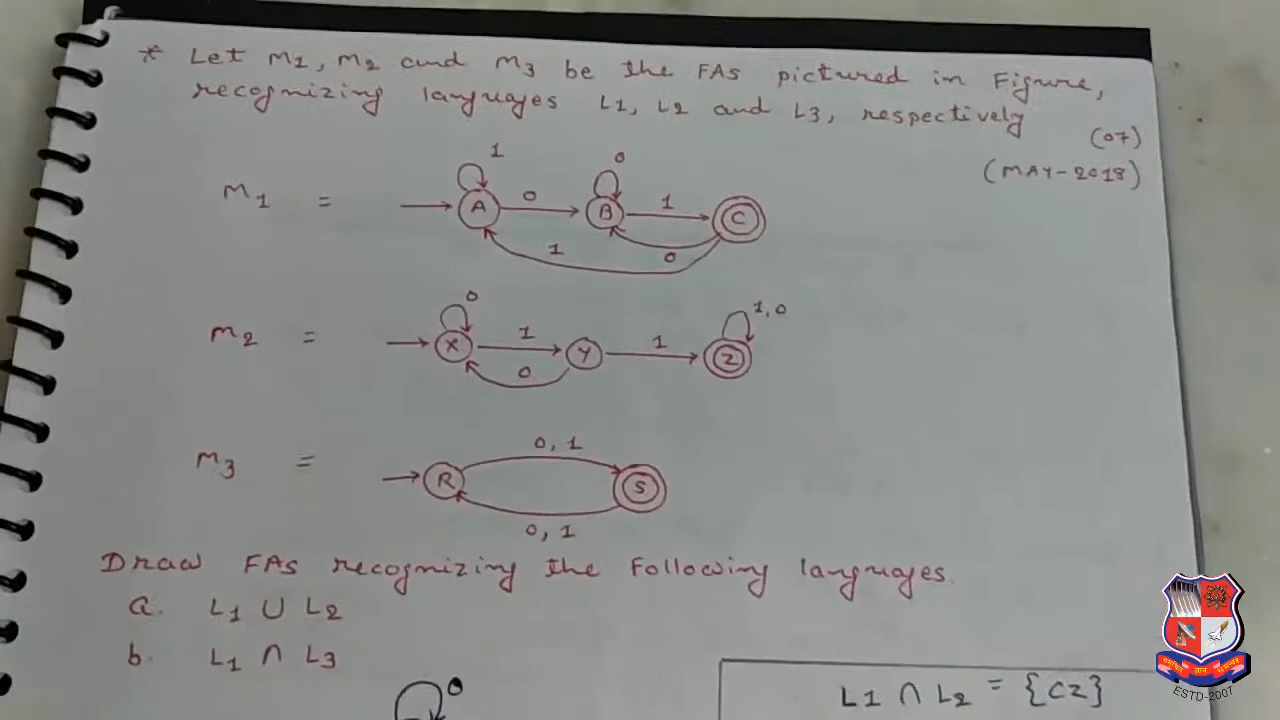 * Let M1, M2 and M3 be the FAs pictured in Figure,
recognizing languages L1, L2 and L3, respectively
(07)
(MAY-2018)
M1 =
1
0
0
1
A
B
C
1
0
M2 =
0
1
1
1,0
X
Y
Z
0
M3 =
0, 1
R
S
0, 1
Draw FAs recognizing the following languages.
a. L1 ∪ L2
b. L1 ∩ L3
0
L1 ∩ L2 = {CZ}
ESTD-2007